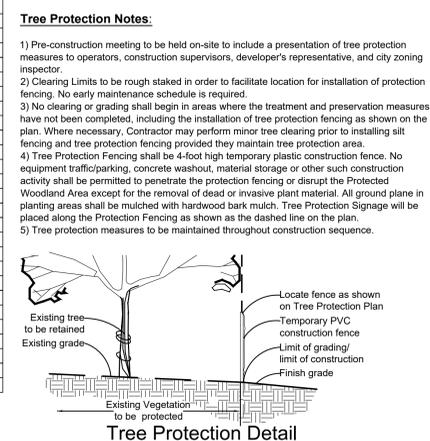 Tree Protection Notes:
1) Pre-construction meeting to be held on-site to include a presentation of tree protection
measures to operators, construction supervisors, developer's representative, and city zoning
inspector.
2) Clearing Limits to be rough staked in order to facilitate location for installation of protection
fencing. No early maintenance schedule is required.
3) No clearing or grading shall begin in areas where the treatment and preservation measures
have not been completed, including the installation of tree protection fencing as shown on the
plan. Where necessary, Contractor may perform minor tree clearing prior to installing silt
fencing and tree protection fencing provided they maintain tree protection area.
4) Tree Protection Fencing shall be 4-foot high temporary plastic construction fence. No
equipment traffic/parking, concrete washout, material storage or other such construction
activity shall be permitted to penetrate the protection fencing or disrupt the Protected
Woodland Area except for the removal of dead or invasive plant material. All ground plane in
planting areas shall be mulched with hardwood bark mulch. Tree Protection Signage will be
placed along the Protection Fencing as shown as the dashed line on the plan.
5) Tree protection measures to be maintained throughout construction sequence.
Existing tree
to be retained
Existing grade
Locate fence as shown
on Tree Protection Plan
Temporary PVC
construction fence
Limit of grading/
limit of construction
Finish grade
Existing Vegetation
to be protected
Tree Protection Detail